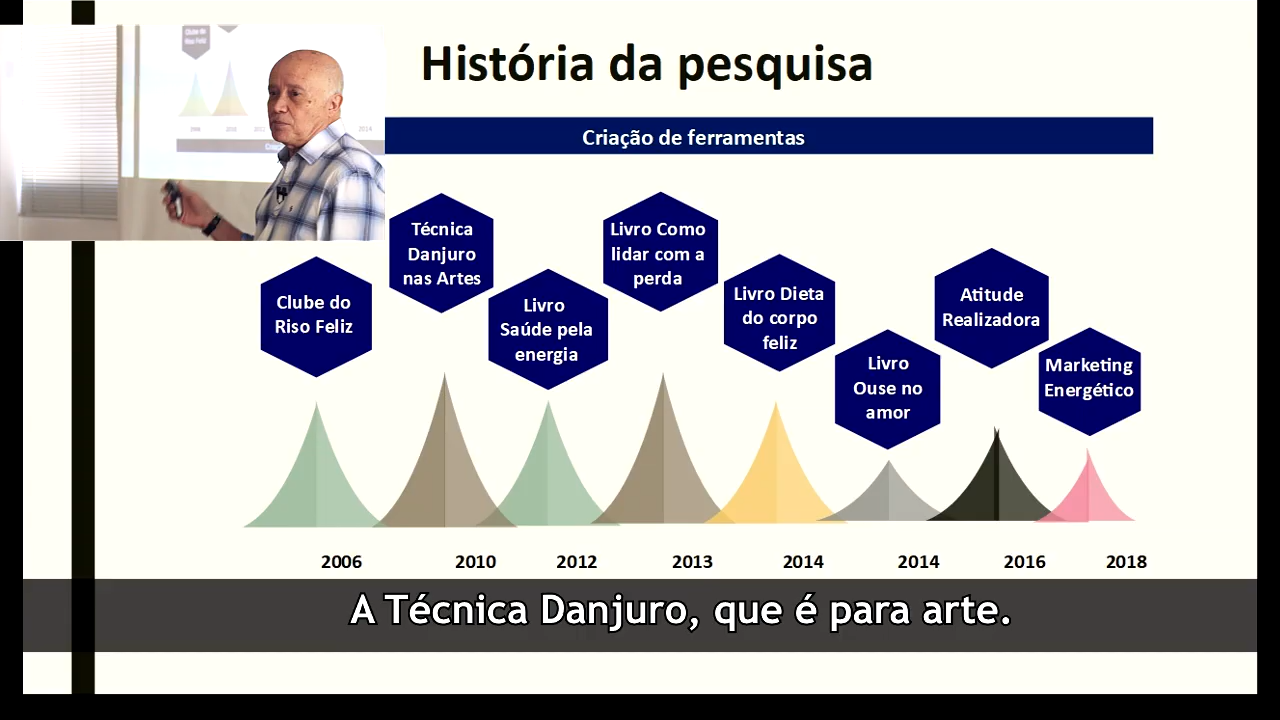 História da pesquisa
Criação de ferramentas
Clube do
Riso Feliz
Técnica
Danjuro
nas Artes
Livro
Saúde pela
energia
Livro Como
lidar com a
perda
Livro Dieta
do corpo
feliz
Livro
Ouse no
amor
Atitude
Realizadora
Marketing
Energético
2006
2010
2012
2013
2014
2014
2016
2018
A Técnica Danjuro, que é para arte.